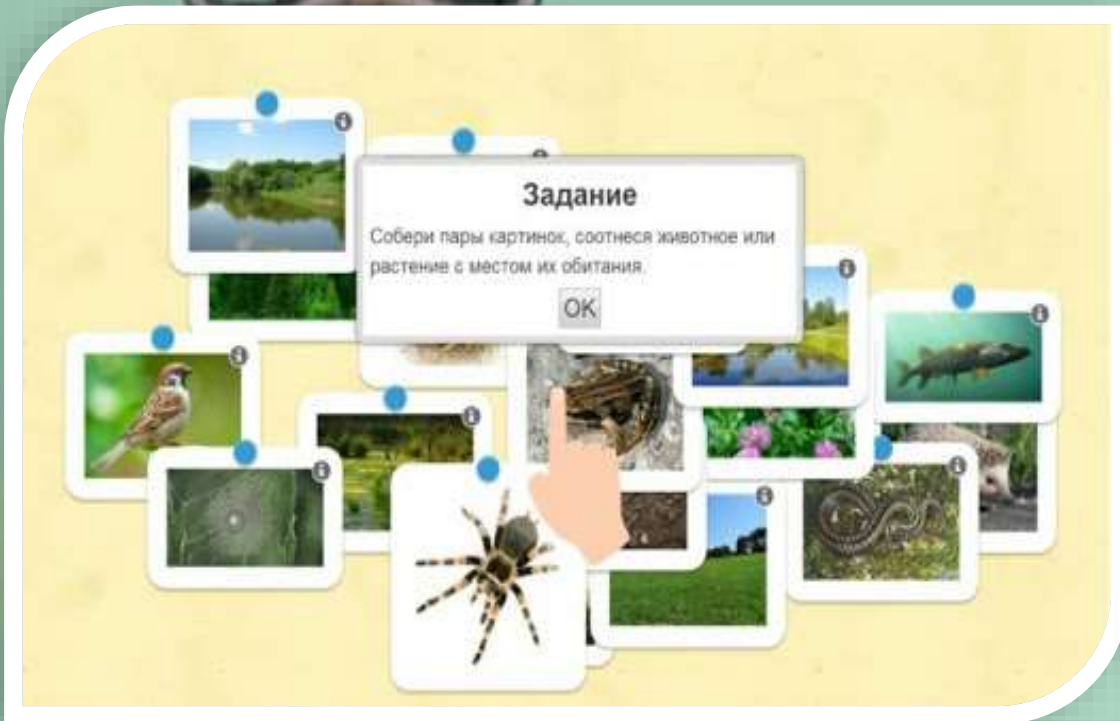 Задание
Собери пары картинок, соотнеся животное или
растение с местом их обитания.
OK